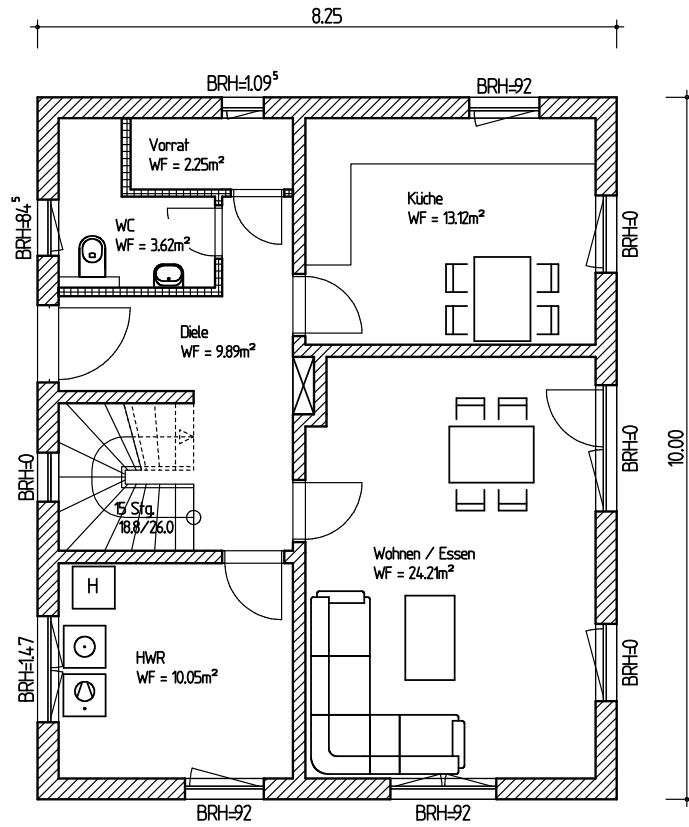 8.25
BRH=1.09⁵
BRH=92
Vorrat
WF = 2.25m²
Küche
WF = 13.12m²
BRH=84⁵
WC
WF = 3.62m²
BRH=0
Diele
WF = 9.89m²
10.00
BRH=0
BRH=0
15 Stg.
18.8/26.0
Wohnen / Essen
WF = 24.21m²
H
BRH=1.47
HWR
WF = 10.05m²
BRH=0
BRH=92
BRH=92